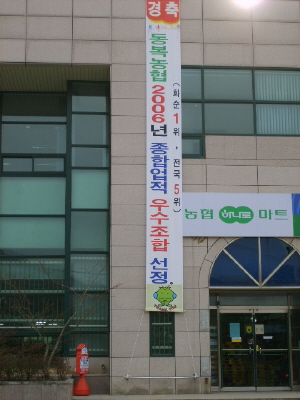 경축
동복농협 2006년 종합업적 우수조합 선정
(화순 1위, 전국 5위)
농협 하나로 마트